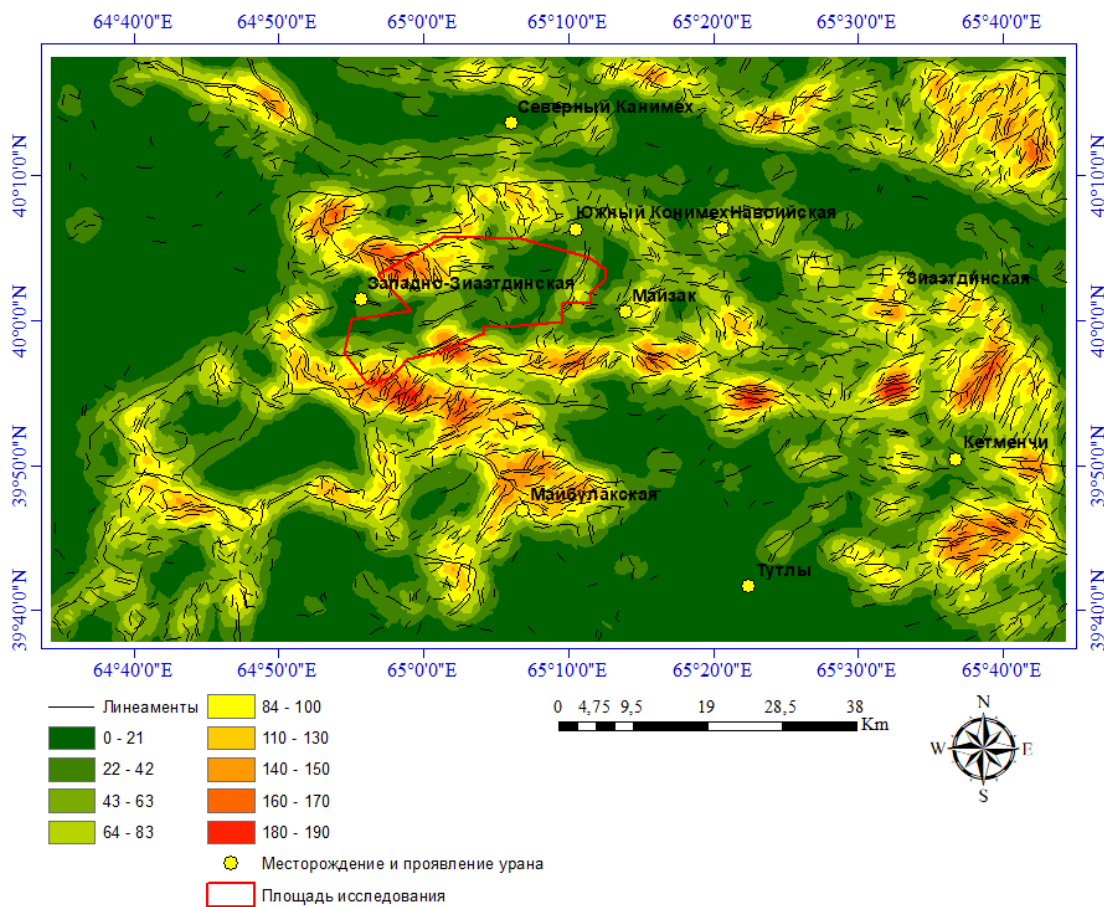 64°40'0"E 64°50'0"E 65°0'0"E 65°10'0"E 65°20'0"E 65°30'0"E 65°40'0"E
40°10'0"N 40°10'0"N
40°0'0"N 40°0'0"N
39°50'0"N 39°50'0"N
39°40'0"N 39°40'0"N
Северный Канимех
Южный Конимех Наврийская
Западно-Зиаэтдинская
Зиаэтдинская
Майзак
Кетменчи
Майбулакская
Тутлы
64°40'0"E 64°50'0"E 65°0'0"E 65°10'0"E 65°20'0"E 65°30'0"E 65°40'0"E
Линеаменты
0 - 21
22 - 42
43 - 63
64 - 83
84 - 100
110 - 130
140 - 150
160 - 170
180 - 190
Месторождение и проявление урана
Площадь исследования
0 4,75 9,5 19 28,5 38
Km
N
W E
S